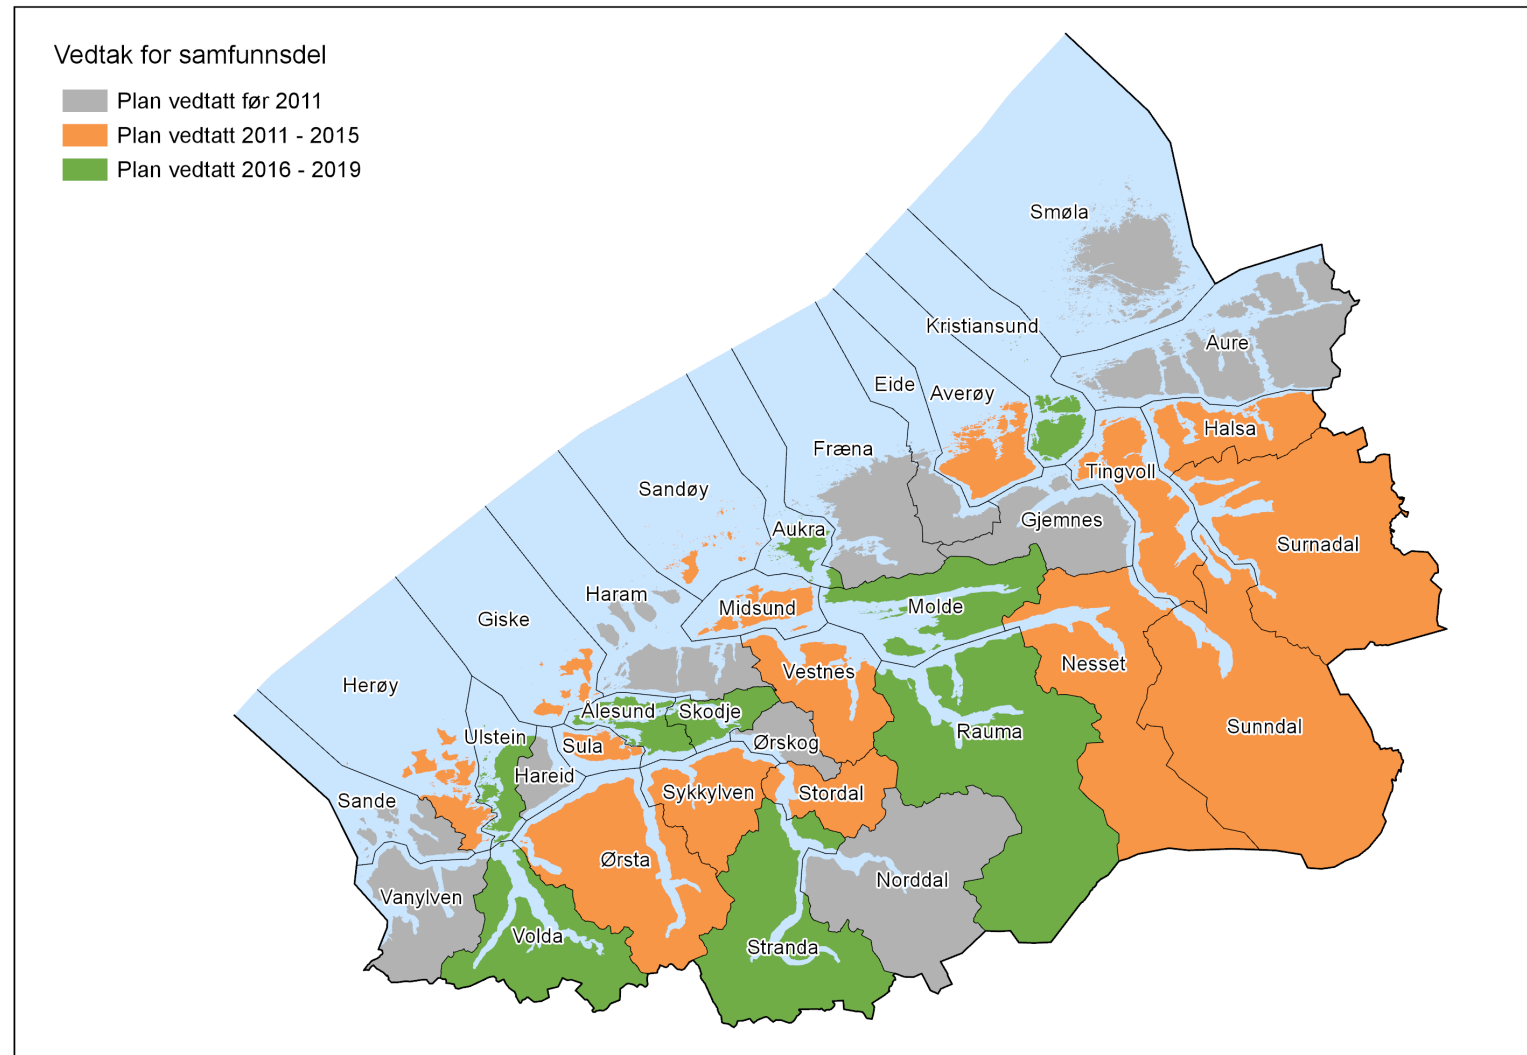 Vedtak for samfunnsdel
Plan vedtatt før 2011
Plan vedtatt 2011 - 2015
Plan vedtatt 2016 - 2019
Smøla
Kristiansund
Aure
Eide
Averøy
Halsa
Fræna
Tingvoll
Sandøy
Gjemnes
Aukra
Surnadal
Haram
Midsund
Molde
Giske
Nesset
Vestnes
Herøy
Ålesund
Skodje
Sunndal
Rauma
Ulstein
Sula
Ørskog
Hareid
Sykkylven
Stordal
Sande
Ørsta
Norddal
Vanylven
Volda
Stranda